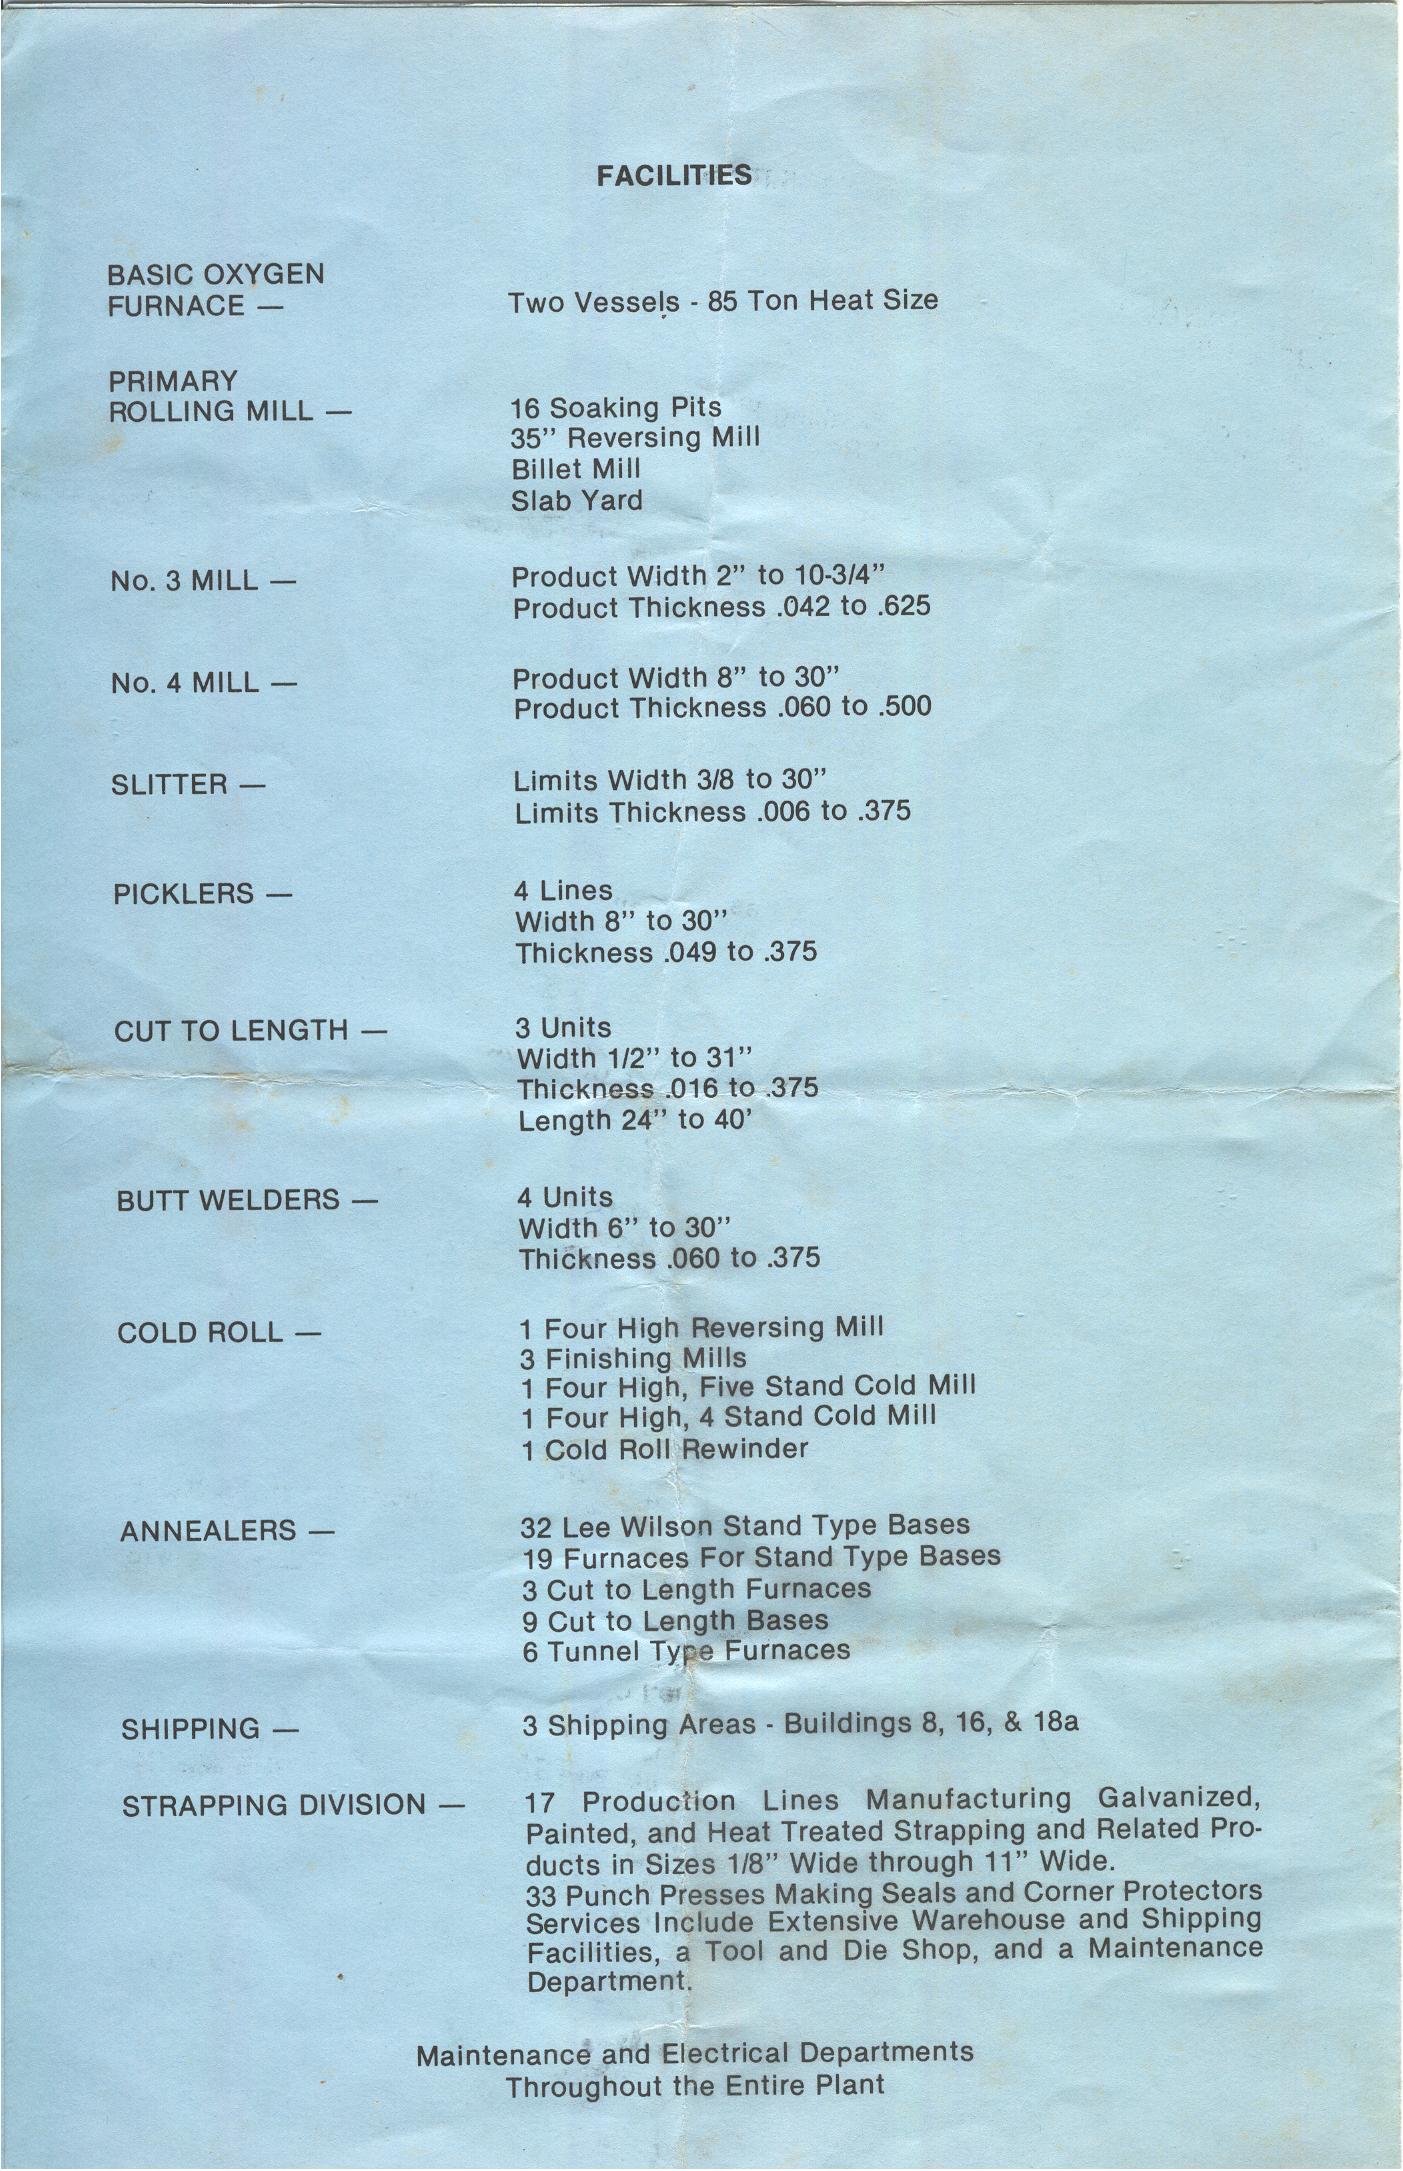 FACILITIES
BASIC OXYGEN
FURNACE — Two Vessels - 85 Ton Heat Size
PRIMARY
ROLLING MILL — 16 Soaking Pits
35” Reversing Mill
Billet Mill
Slab Yard
No. 3 MILL — Product Width 2” to 10-3/4”
Product Thickness .042 to .625
No. 4 MILL — Product Width 8” to 30”
Product Thickness .060 to .500
SLITTER — Limits Width 3/8 to 30”
Limits Thickness .006 to .375
PICKLERS — 4 Lines
Width 8” to 30”
Thickness .049 to .375
CUT TO LENGTH — 3 Units
Width 1/2” to 31”
Thickness .016 to .375
Length 24” to 40’
BUTT WELDERS — 4 Units
Width 6” to 30”
Thickness .060 to .375
COLD ROLL — 1 Four High Reversing Mill
3 Finishing Mills
1 Four High, Five Stand Cold Mill
1 Four High, 4 Stand Cold Mill
1 Cold Roll Rewinder
ANNEALERS — 32 Lee Wilson Stand Type Bases
19 Furnaces For Stand Type Bases
3 Cut to Length Furnaces
9 Cut to Length Bases
6 Tunnel Type Furnaces
SHIPPING — 3 Shipping Areas - Buildings 8, 16, & 18a
STRAPPING DIVISION — 17 Production Lines Manufacturing Galvanized,
Painted, and Heat Treated Strapping and Related Pro-
ducts in Sizes 1/8” Wide through 11” Wide.
33 Punch Presses Making Seals and Corner Protectors
Services Include Extensive Warehouse and Shipping
Facilities, a Tool and Die Shop, and a Maintenance
Department.
Maintenance and Electrical Departments
Throughout the Entire Plant